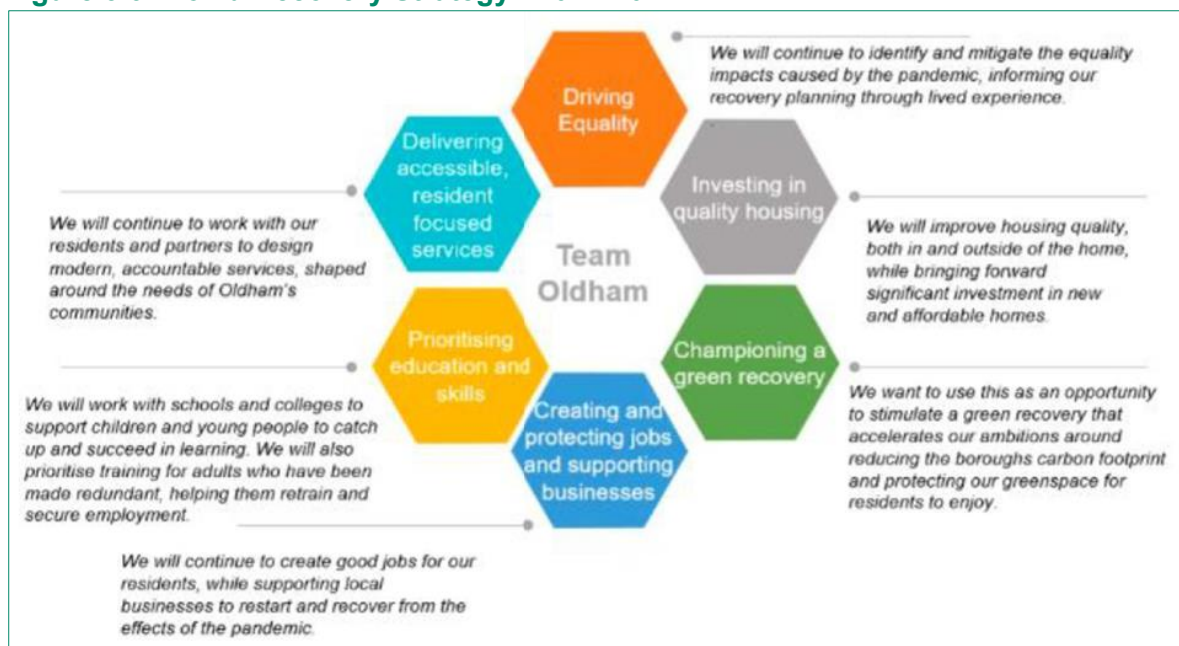 We will continue to identify and mitigate the equality
impacts caused by the pandemic, informing our
recovery planning through lived experience.
Driving
Equality
Delivering
accessible,
resident
focused
services
Investing in
quality housing
We will continue to work with our
residents and partners to design
modern, accountable services, shaped
around the needs of Oldham's
communities.
Team
Oldham
We will improve housing quality,
both in and outside of the home,
while bringing forward
significant investment in new
and affordable homes.
Prioritising
education and
skills
Championing a
green recovery
We will work with schools and colleges to
support children and young people to catch
up and succeed in learning. We will also
prioritise training for adults who have been
made redundant, helping them retrain and
secure employment.
Creating and
protecting jobs
and supporting
businesses
We want to use this as an opportunity
to stimulate a green recovery that
accelerates our ambitions around
reducing the boroughs carbon footprint
and protecting our greenspace for
residents to enjoy.
We will continue to create good jobs for our
residents, while supporting local
businesses to restart and recover from the
effects of the pandemic.